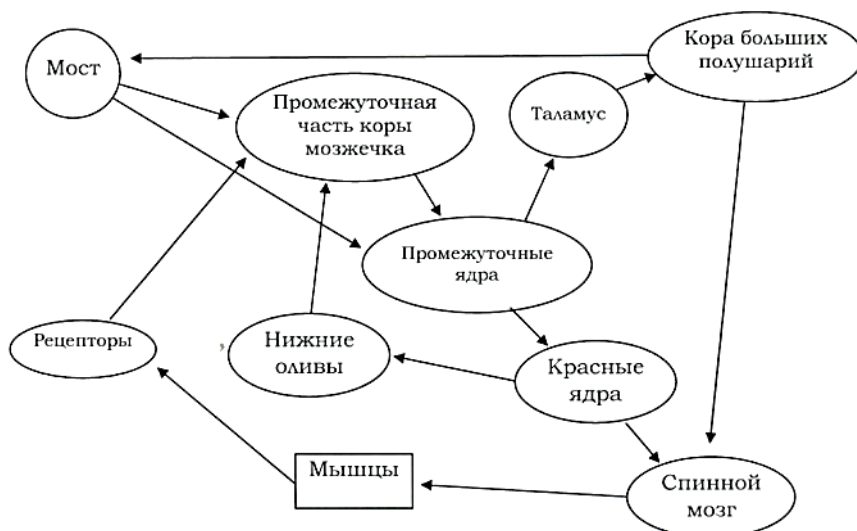 Кора больших
полушарий
Мост
Промежуточная
часть коры
мозжечка
Таламус
Промежуточные
ядра
Рецепторы
Нижние
оливы
Красные
ядра
Мышцы
Спинной
мозг